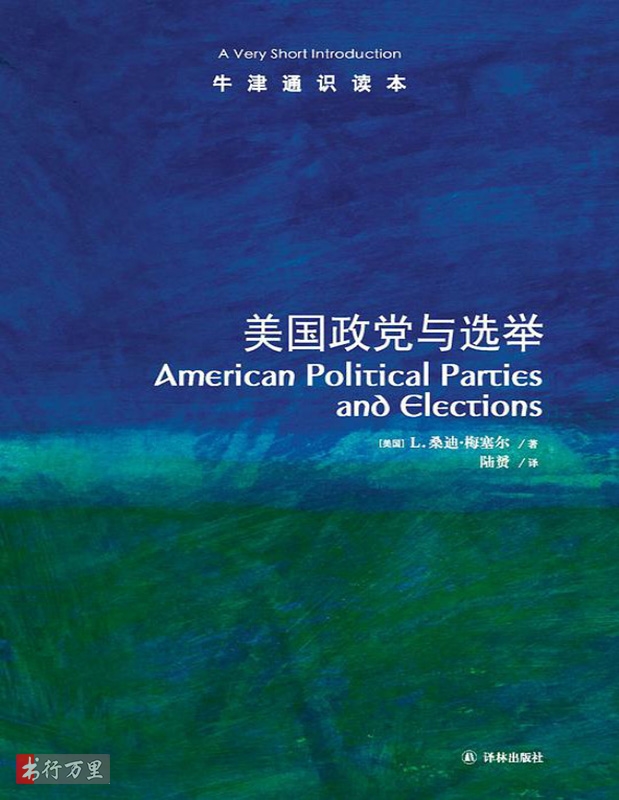 A Very Short Introduction
牛津通识读本
美国政党与选举
American Political Parties
and Elections
[美国] L.桑迪·梅塞尔 /著
陆赟 /译
译林出版社
书行万里